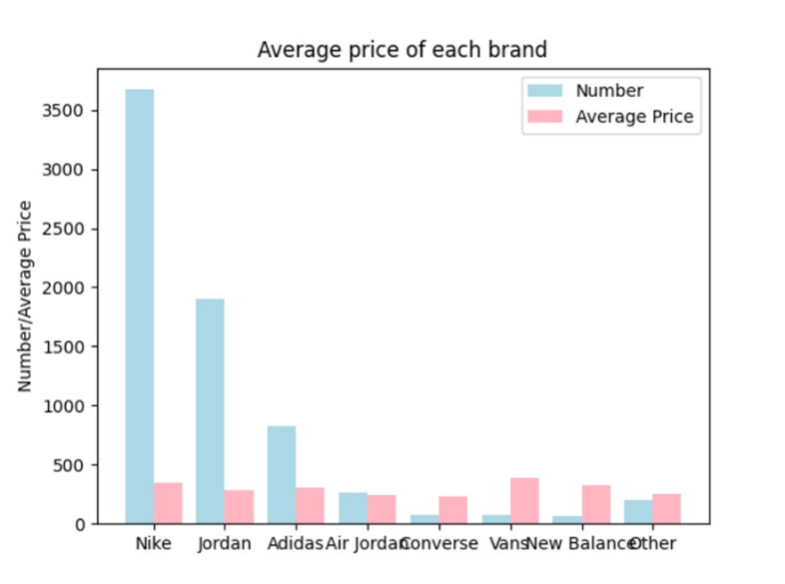 Average price of each brand
Number
Average Price
Number/Average Price
3500
3000
2500
2000
1500
1000
500
0
Nike Jordan Adidas Air Jordan Converse Vans New Balance Other